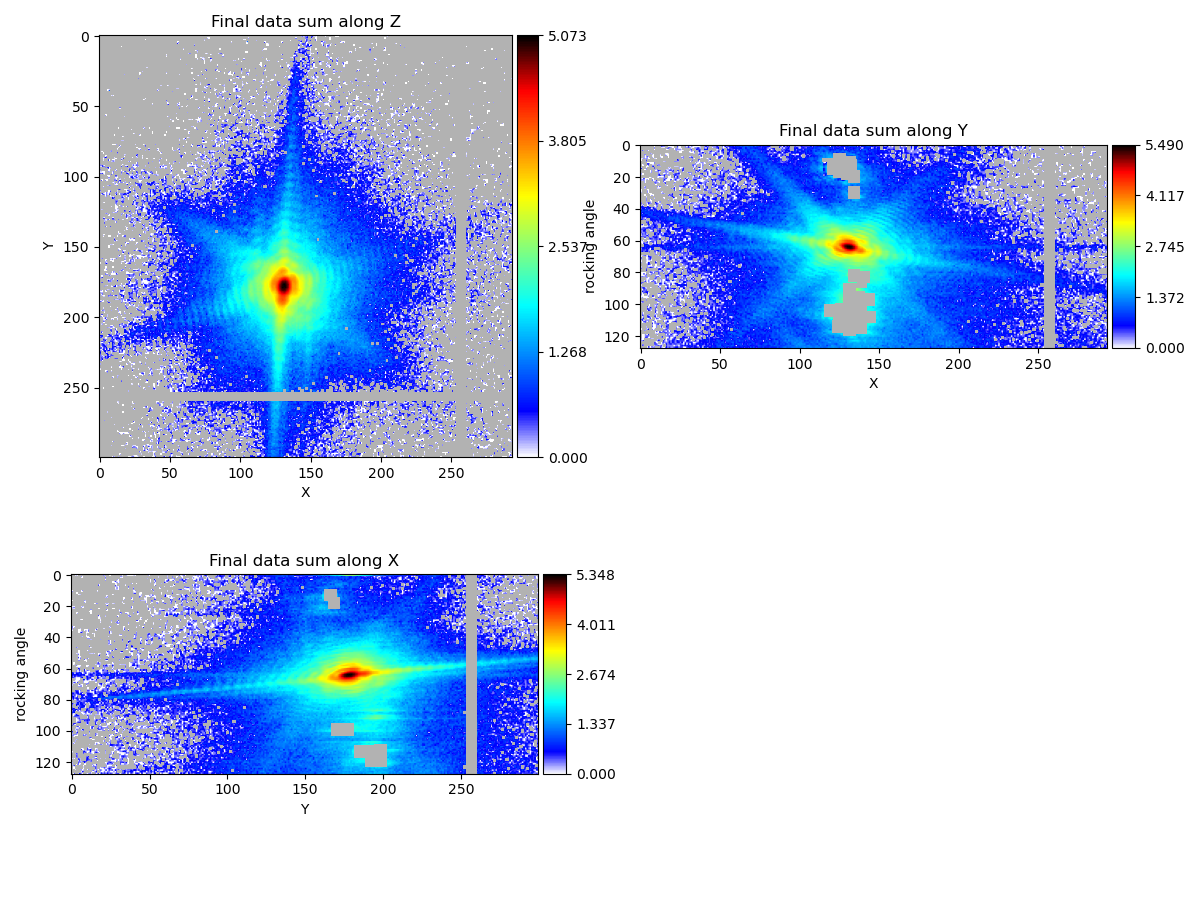 Final data sum along Z
0
50
100
150
200
250
Y
0 50 100 150 200 250
X
5.073
3.805
2.537
1.268
0.000
Final data sum along Y
0
20
40
60
80
100
120
rocking angle
0 50 100 150 200 250
X
5.490
4.117
2.745
1.372
0.000
Final data sum along X
0
20
40
60
80
100
120
rocking angle
0 50 100 150 200 250
Y
5.348
4.011
2.674
1.337
0.000